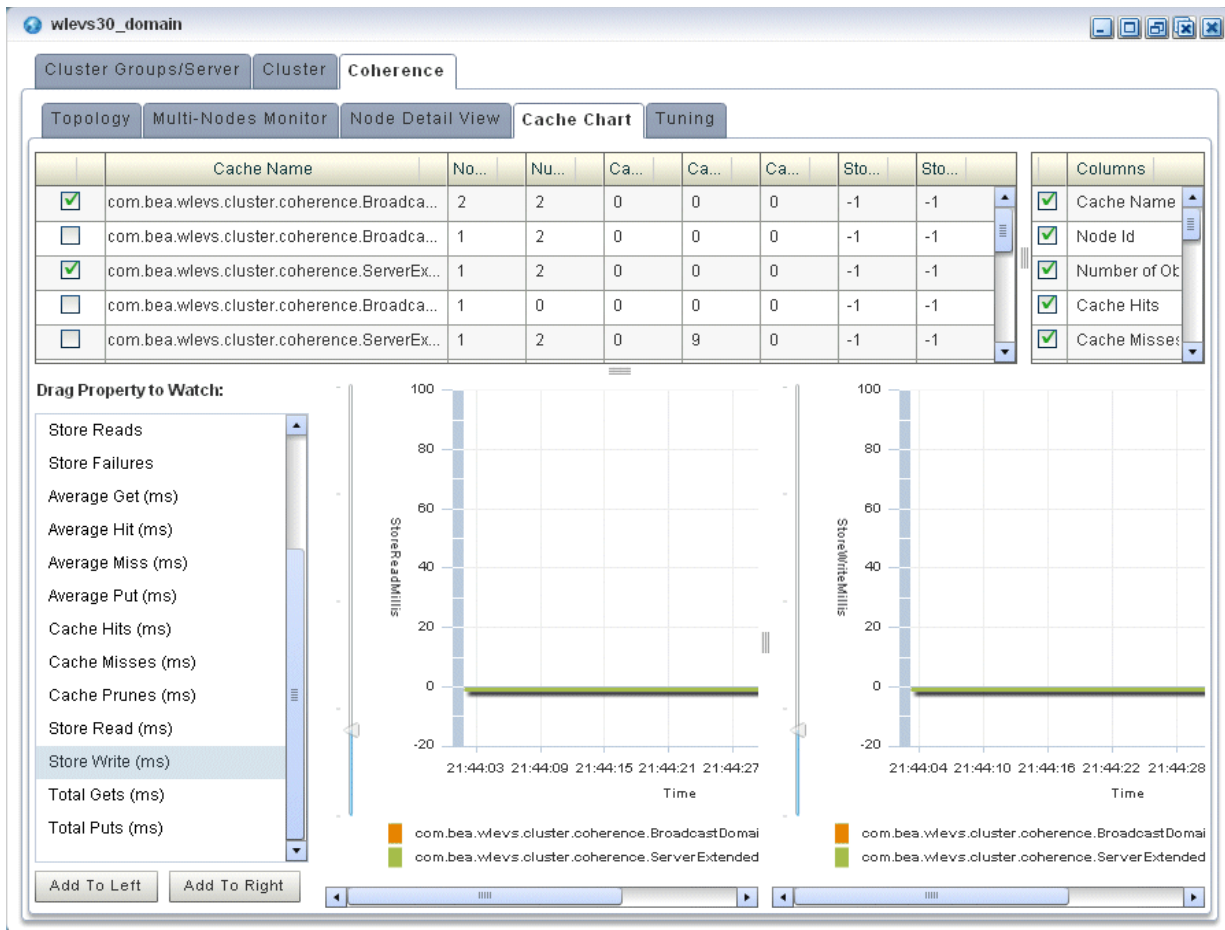 wlevs30_domain
Cluster Groups/Server Cluster Coherence
Topology Multi-Nodes Monitor Node Detail View Cache Chart Tuning
Cache Name No... Nu... Ca... Ca... Ca... Sto... Sto... Columns
com.bea.wlevs.cluster.coherence.Broadca... 2 2 0 0 0 -1 -1 Cache Name
com.bea.wlevs.cluster.coherence.Broadca... 1 2 0 0 0 -1 -1 Node Id
com.bea.wlevs.cluster.coherence.ServerEx... 1 2 0 0 0 -1 -1 Number of Ob
com.bea.wlevs.cluster.coherence.Broadca... 1 0 0 0 0 -1 -1 Cache Hits
com.bea.wlevs.cluster.coherence.ServerEx... 1 2 0 9 0 -1 -1 Cache Misses
Drag Property to Watch:
Store Reads
Store Failures
Average Get (ms)
Average Hit (ms)
Average Miss (ms)
Average Put (ms)
Cache Hits (ms)
Cache Misses (ms)
Cache Prunes (ms)
Store Read (ms)
Store Write (ms)
Total Gets (ms)
Total Puts (ms)
Add To Left Add To Right
100
80
60
40
20
0
-20
StoreReadMillis
21:44:03 21:44:09 21:44:15 21:44:21 21:44:27
Time
com.bea.wlevs.cluster.coherence.BroadcastDomai
com.bea.wlevs.cluster.coherence.ServerExtended
100
80
60
40
20
0
-20
StoreWriteMillis
21:44:04 21:44:10 21:44:16 21:44:22 21:44:28
Time
com.bea.wlevs.cluster.coherence.BroadcastDomai
com.bea.wlevs.cluster.coherence.ServerExtended